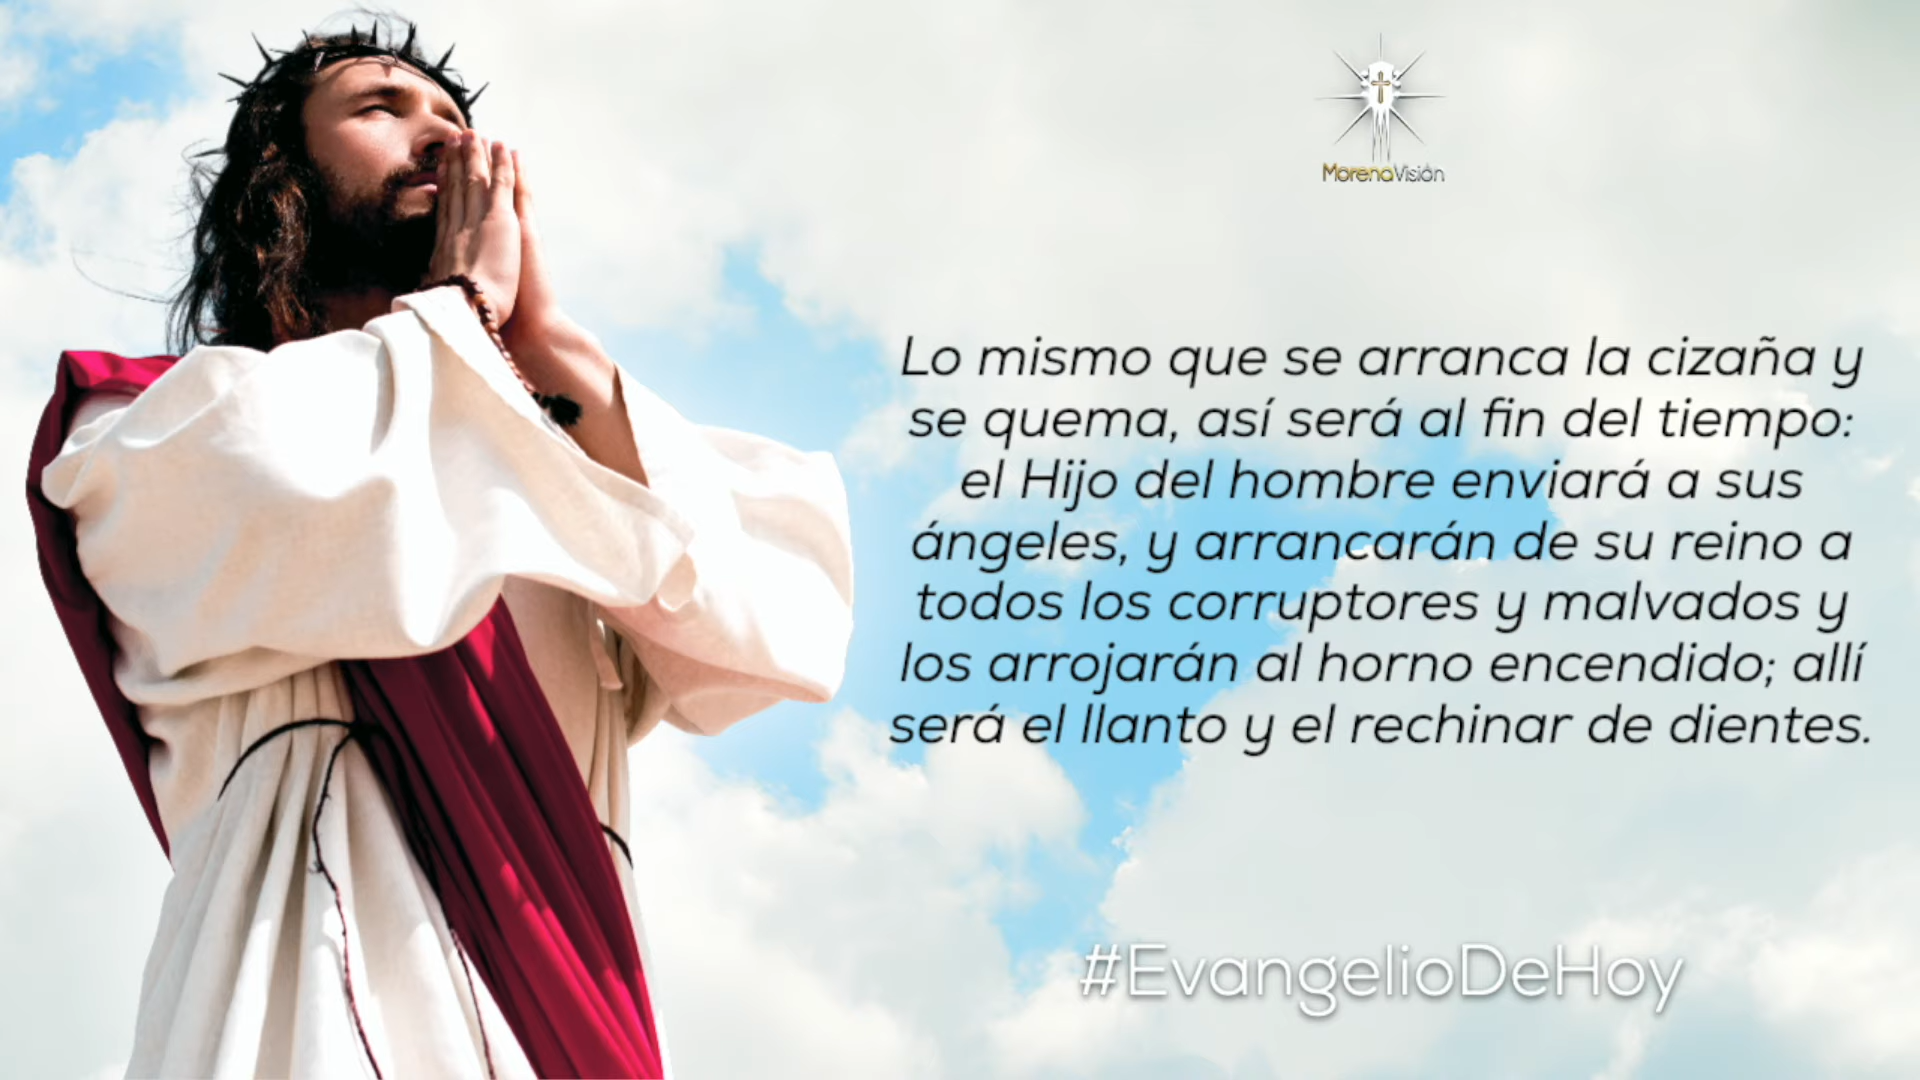 MorenaVisión
Lo mismo que se arranca la cizaña y
se quema, así será al fin del tiempo:
el Hijo del hombre enviará a sus
ángeles, y arrancarán de su reino a
todos los corruptores y malvados y
los arrojarán al horno encendido; allí
será el llanto y el rechinar de dientes.
#EvangelioDeHoy